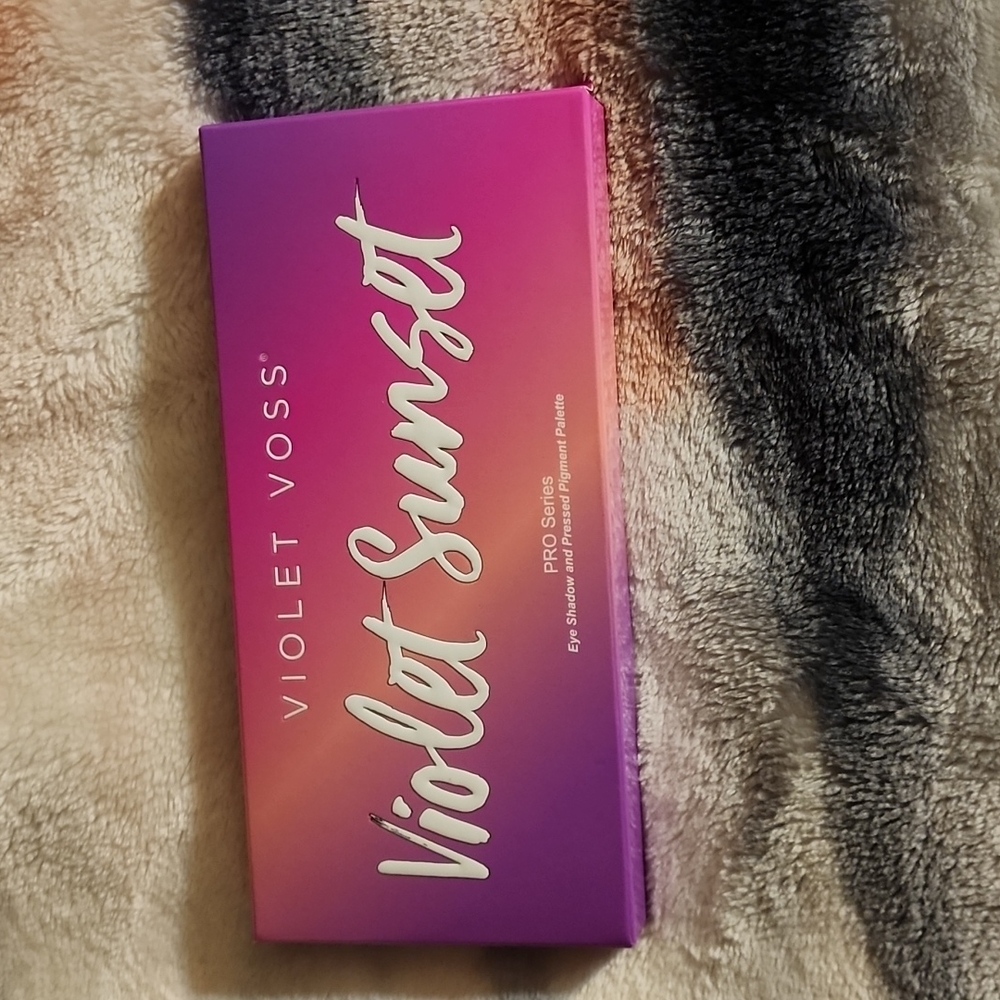 VIOLET VOSS®
Violet Sunset
PRO Series
Eye Shadow and Pressed Pigment Palette